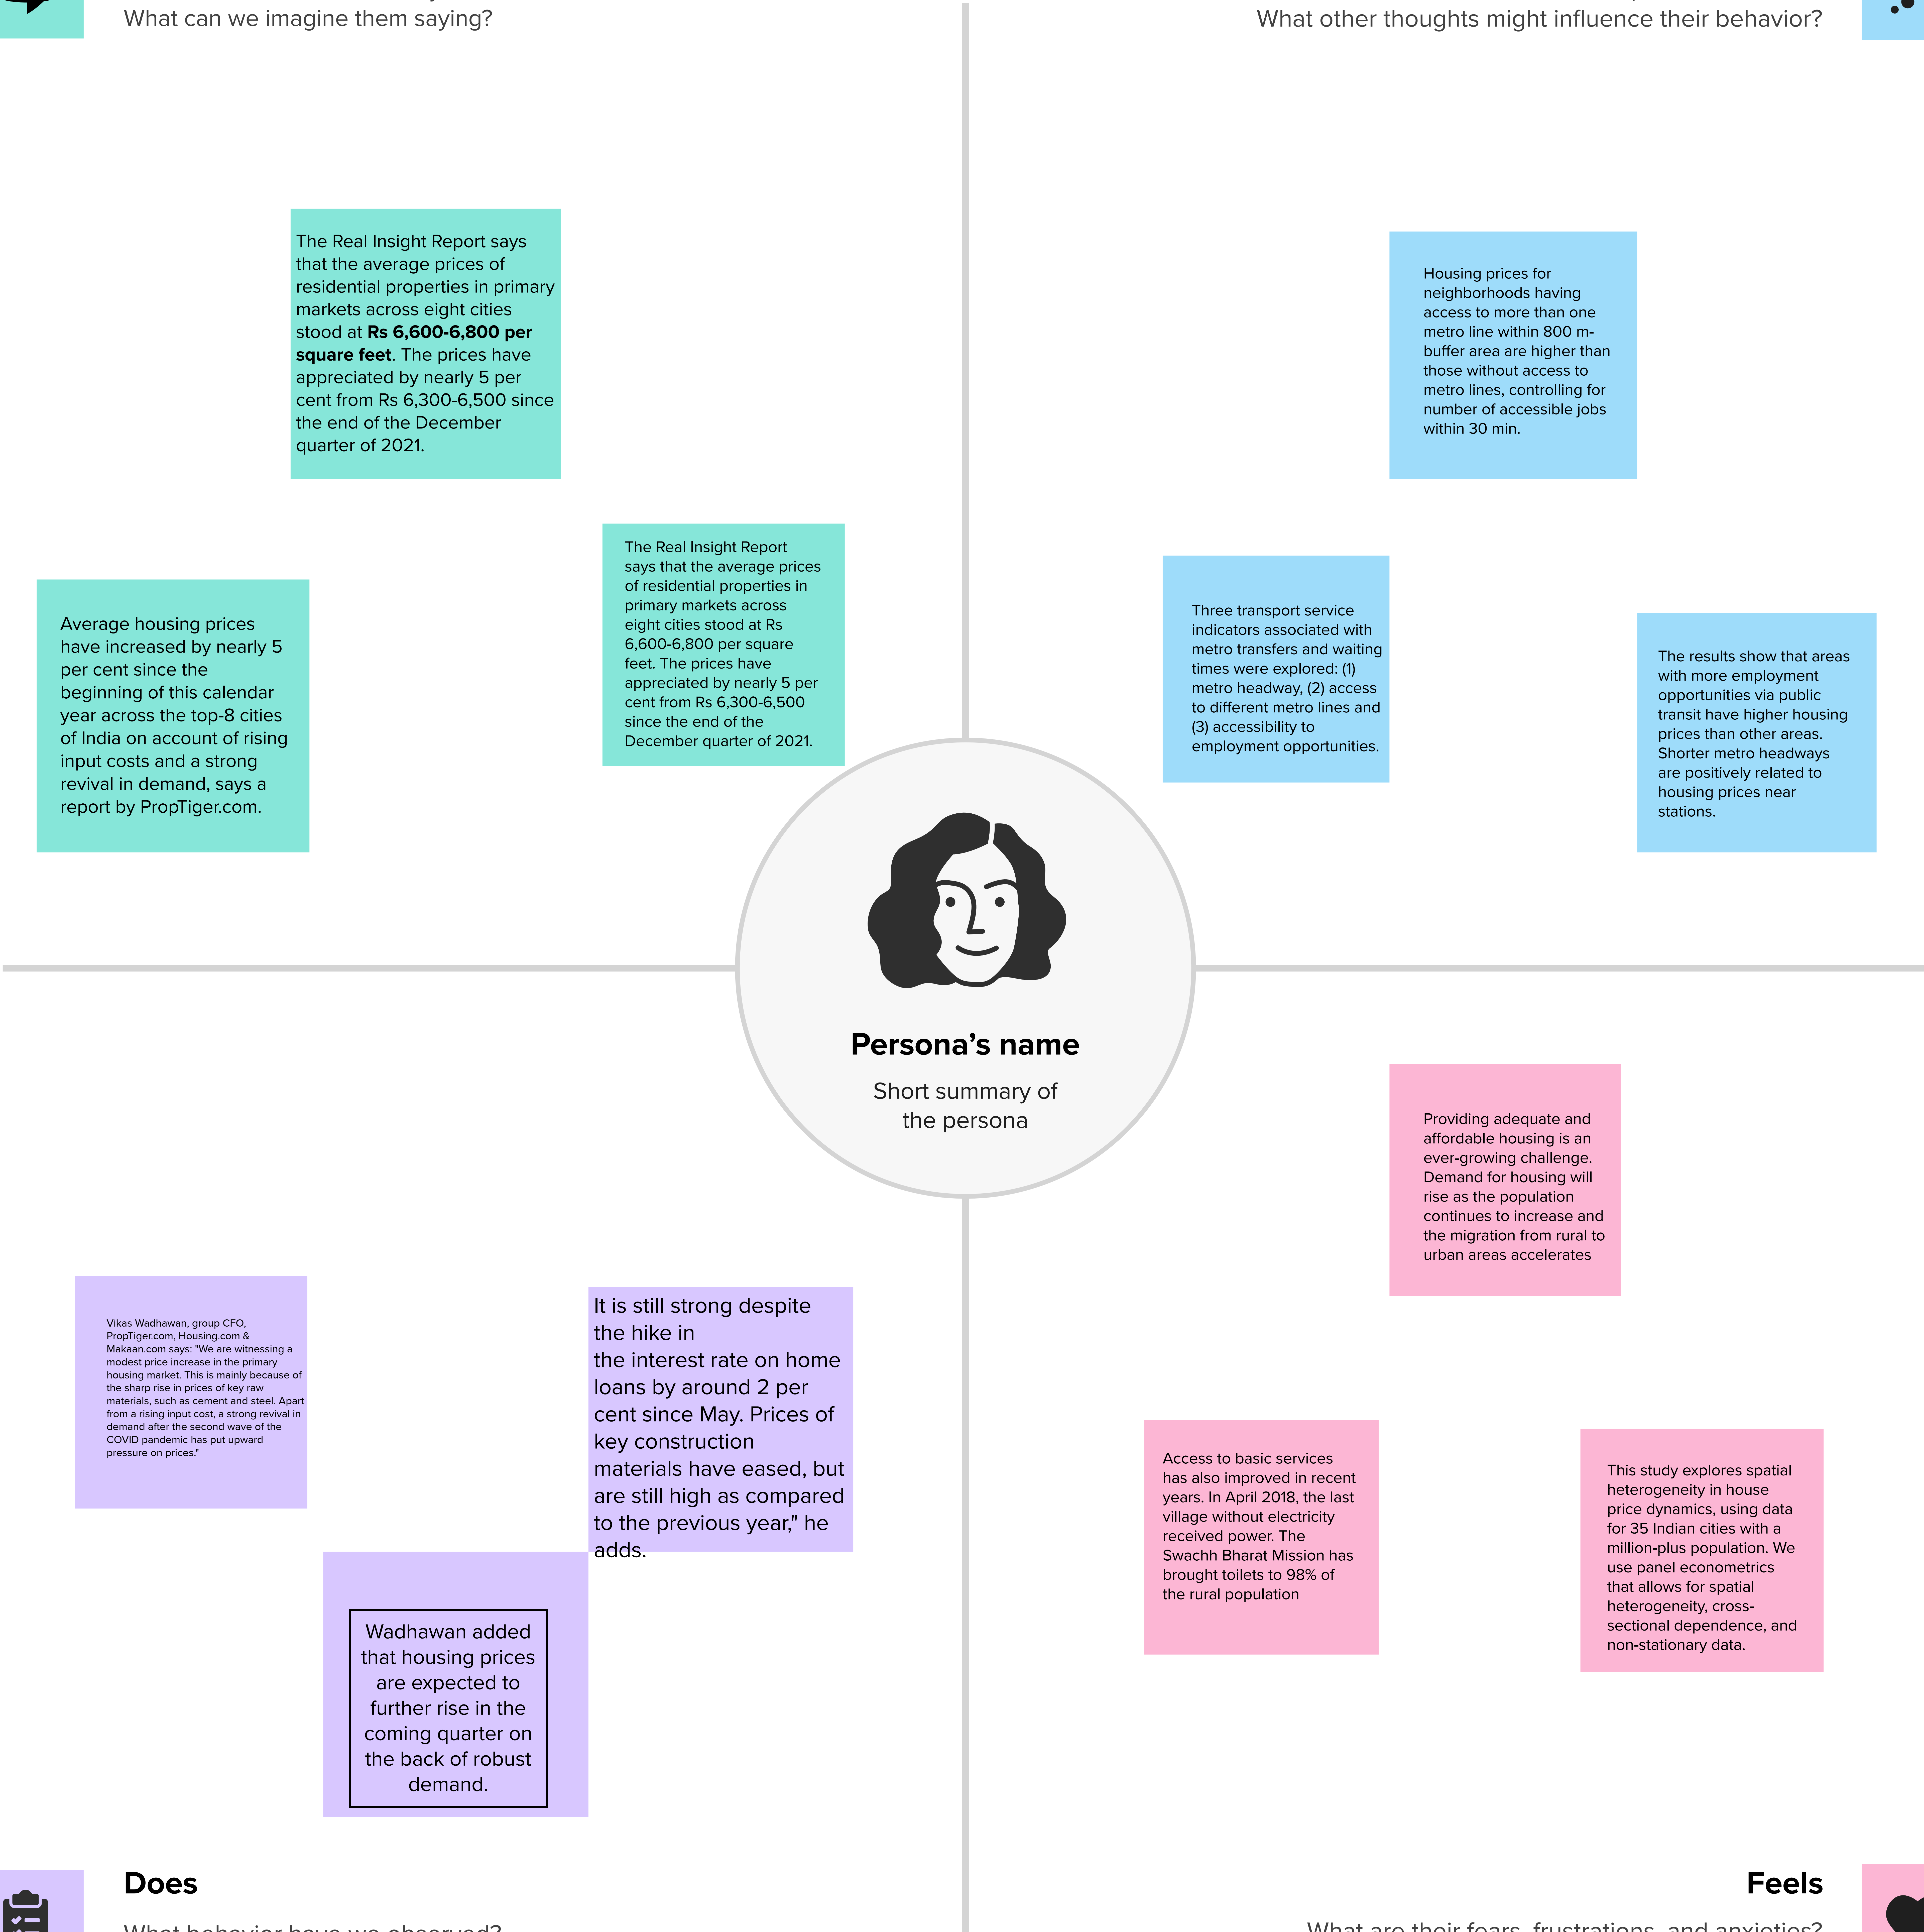 What can we imagine them saying?
What other thoughts might influence their behavior?
The Real Insight Report says
that the average prices of
residential properties in primary
markets across eight cities
stood at Rs 6,600-6,800 per
square feet. The prices have
appreciated by nearly 5 per
cent from Rs 6,300-6,500 since
the end of the December
quarter of 2021.
The Real Insight Report
says that the average prices
of residential properties in
primary markets across
eight cities stood at Rs
6,600-6,800 per square
feet. The prices have
appreciated by nearly 5 per
cent from Rs 6,300-6,500
since the end of the
December quarter of 2021.
Average housing prices
have increased by nearly 5
per cent since the
beginning of this calendar
year across the top-8 cities
of India on account of rising
input costs and a strong
revival in demand, says a
report by PropTiger.com.
Housing prices for
neighborhoods having
access to more than one
metro line within 800 m-
buffer area are higher than
those without access to
metro lines, controlling for
number of accessible jobs
within 30 min.
Three transport service
indicators associated with
metro transfers and waiting
times were explored: (1)
metro headway, (2) access
to different metro lines and
(3) accessibility to
employment opportunities.
The results show that areas
with more employment
opportunities via public
transit have higher housing
prices than other areas.
Shorter metro headways
are positively related to
housing prices near
stations.
Persona’s name
Short summary of
the persona
Vikas Wadhawan, group CFO,
PropTiger.com, Housing.com &
Makaan.com says: "We are witnessing a
modest price increase in the primary
housing market. This is mainly because of
the sharp rise in prices of key raw
materials, such as cement and steel. Apart
from a rising input cost, a strong revival in
demand after the second wave of the
COVID pandemic has put upward
pressure on prices."
It is still strong despite
the hike in
the interest rate on home
loans by around 2 per
cent since May. Prices of
key construction
materials have eased, but
are still high as compared
to the previous year," he
adds.
Wadhawan added
that housing prices
are expected to
further rise in the
coming quarter on
the back of robust
demand.
Providing adequate and
affordable housing is an
ever-growing challenge.
Demand for housing will
rise as the population
continues to increase and
the migration from rural to
urban areas accelerates
Access to basic services
has also improved in recent
years. In April 2018, the last
village without electricity
received power. The
Swachh Bharat Mission has
brought toilets to 98% of
the rural population
This study explores spatial
heterogeneity in house
price dynamics, using data
for 35 Indian cities with a
million-plus population. We
use panel econometrics
that allows for spatial
heterogeneity, cross-
sectional dependence, and
non-stationary data.
Does
What behavior have we observed?
Feels
What are their fears, frustrations, and anxieties?